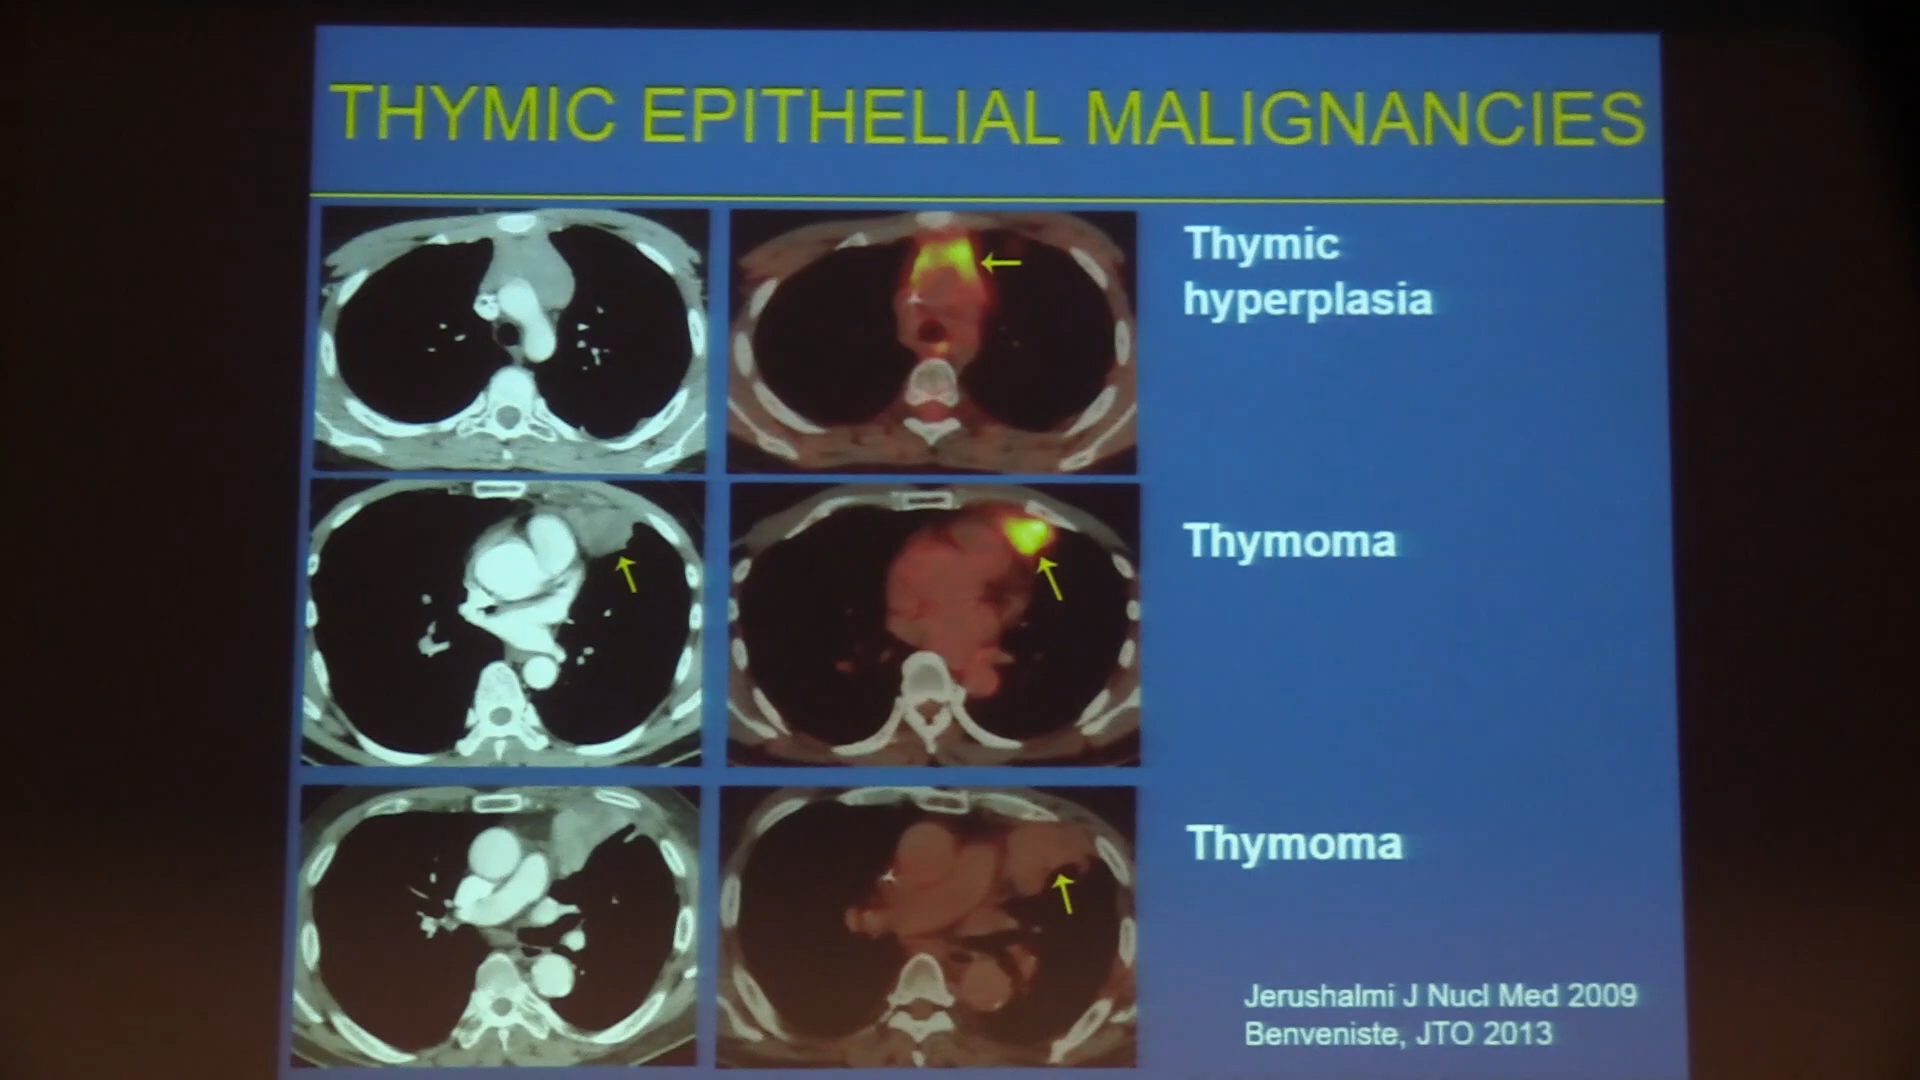 THYMIC EPITHELIAL MALIGNANCIES
Thymic
hyperplasia
Thymoma
Thymoma
Jerushalmi J Nucl Med 2009
Benveniste, JTO 2013